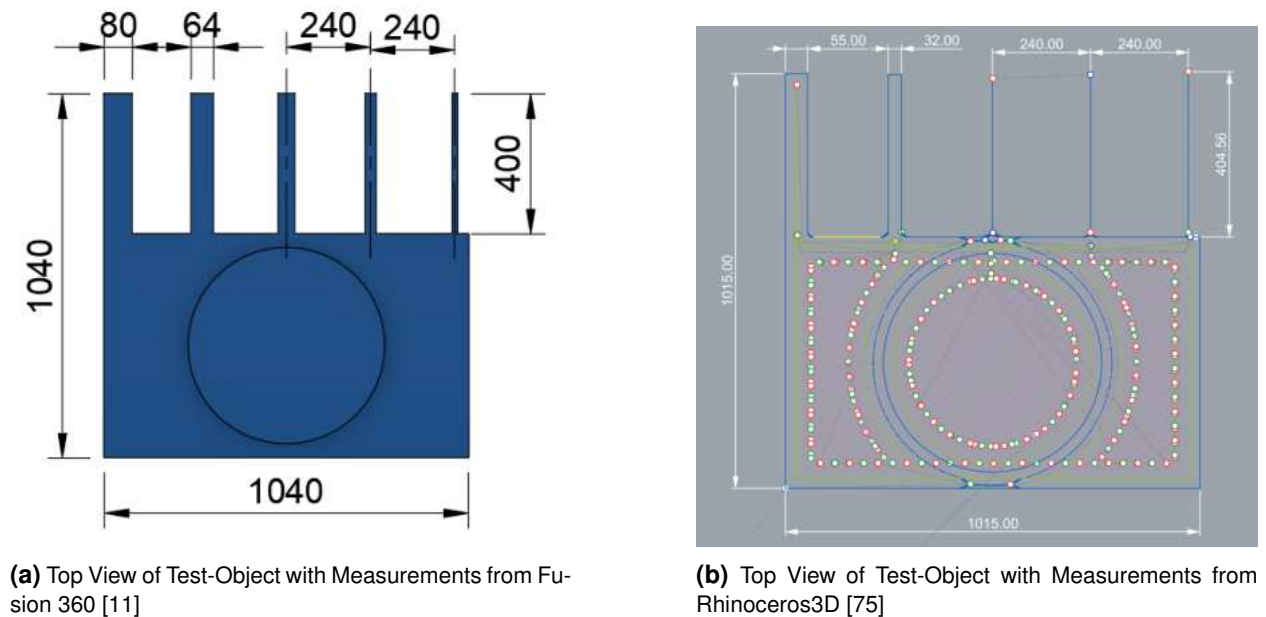 80 64 240 240
400
1040
1040
(a) Top View of Test-Object with Measurements from Fu-
sion 360 [11]
55.00 32.00 240.00 240.00
404.56
1015.00
1015.00
(b) Top View of Test-Object with Measurements from
Rhinoceros3D [75]